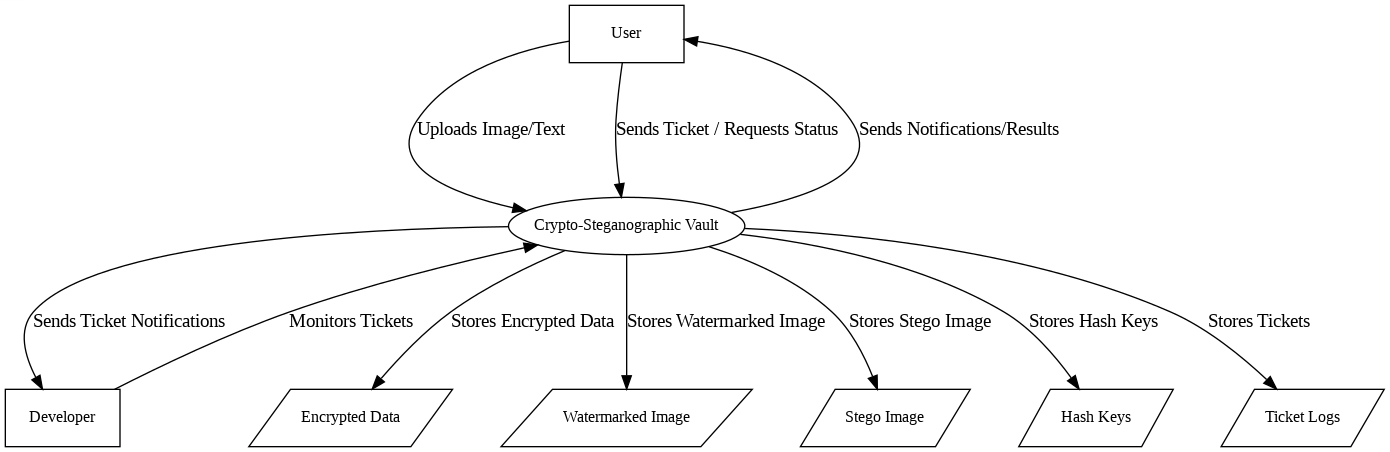 User
Uploads Image/Text
Sends Ticket / Requests Status
Sends Notifications/Results
Crypto-Steganographic Vault
Sends Ticket Notifications
Monitors Tickets
Stores Encrypted Data
Stores Watermarked Image
Stores Stego Image
Stores Hash Keys
Stores Tickets
Developer
Encrypted Data
Watermarked Image
Stego Image
Hash Keys
Ticket Logs